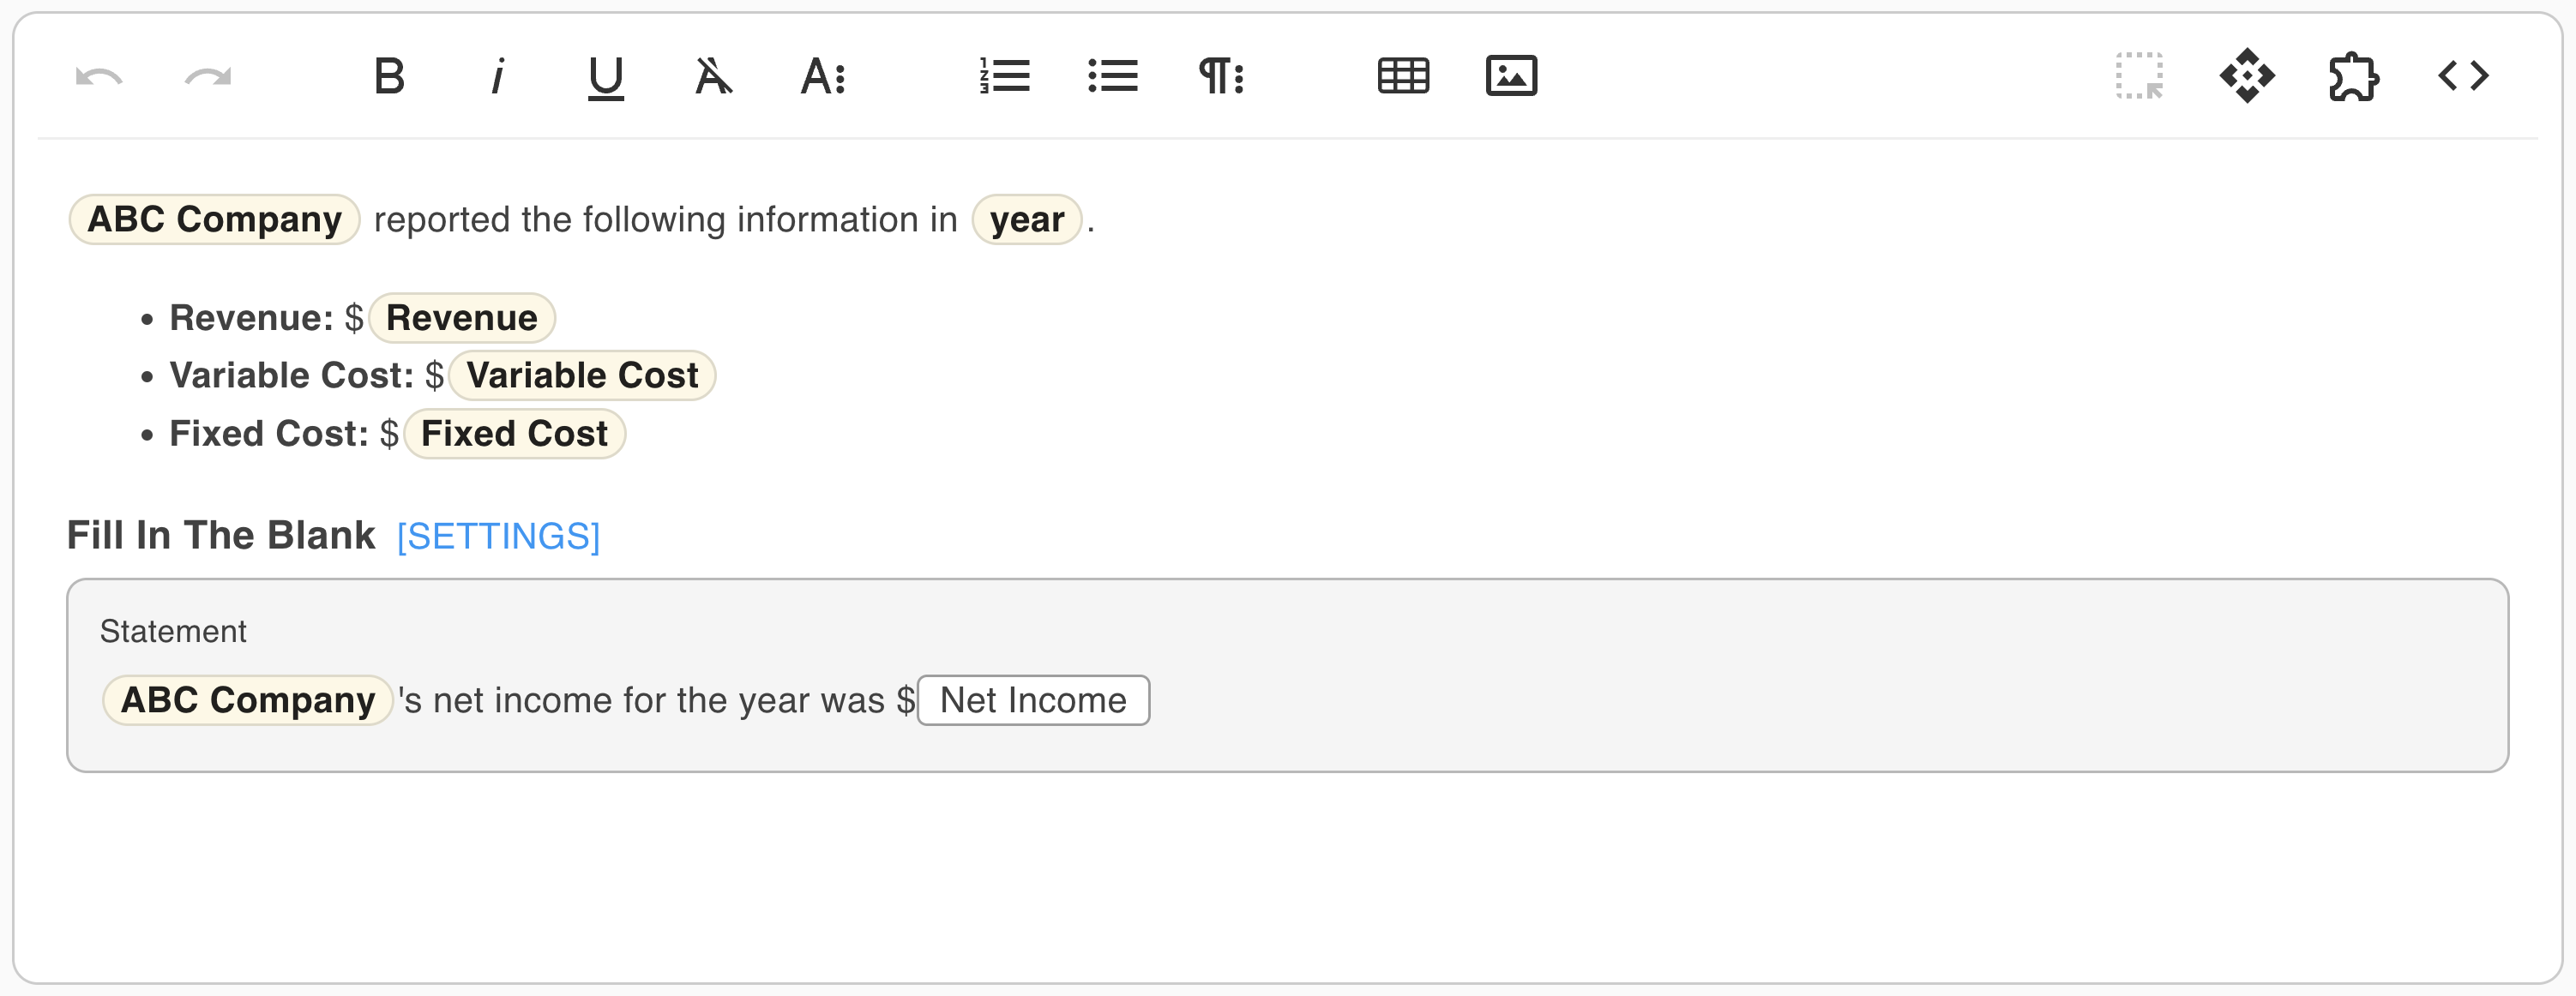 ABC Company reported the following information in year.
• Revenue: $Revenue
• Variable Cost: $Variable Cost
• Fixed Cost: $Fixed Cost
Fill In The Blank [SETTINGS]
Statement
ABC Company's net income for the year was $Net Income